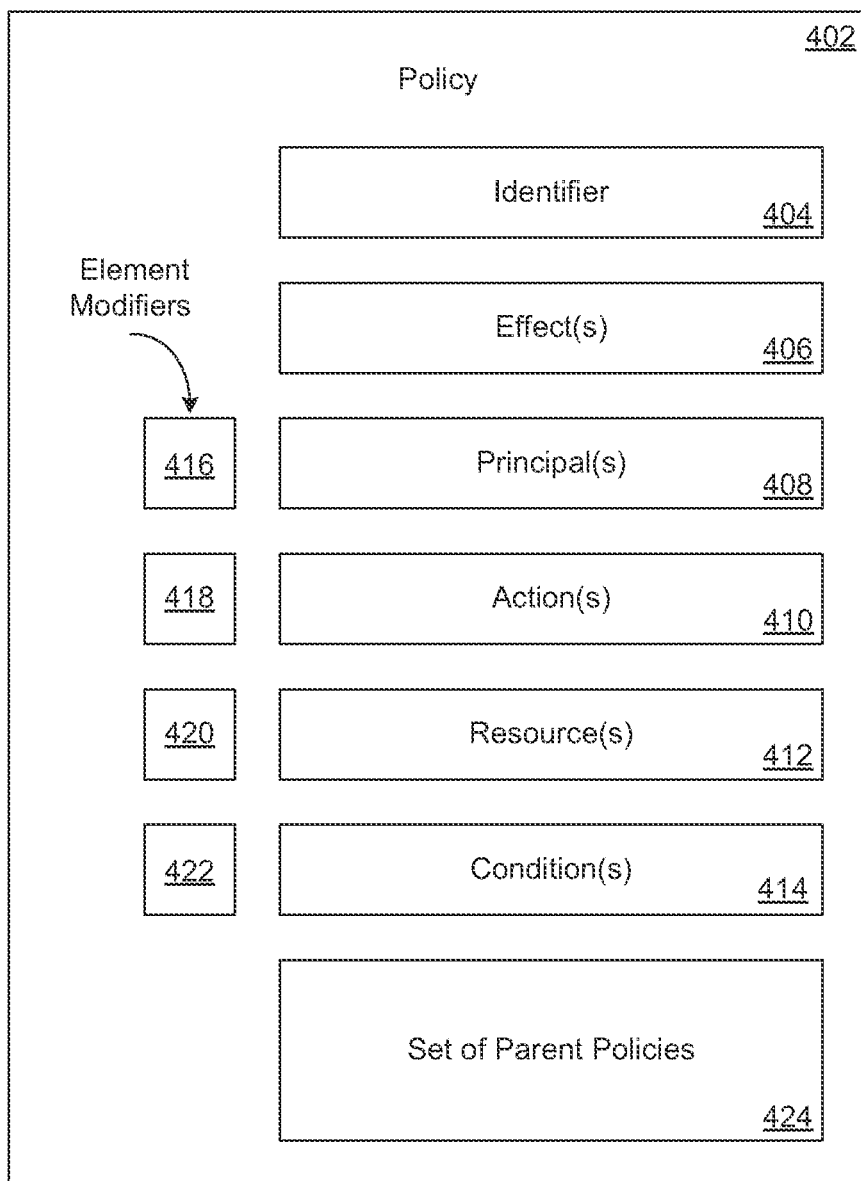 402
Policy
Identifier
404
Element
Modifiers
Effect(s)
406
416
Principal(s)
408
418
Action(s)
410
420
Resource(s)
412
422
Condition(s)
414
Set of Parent Policies
424